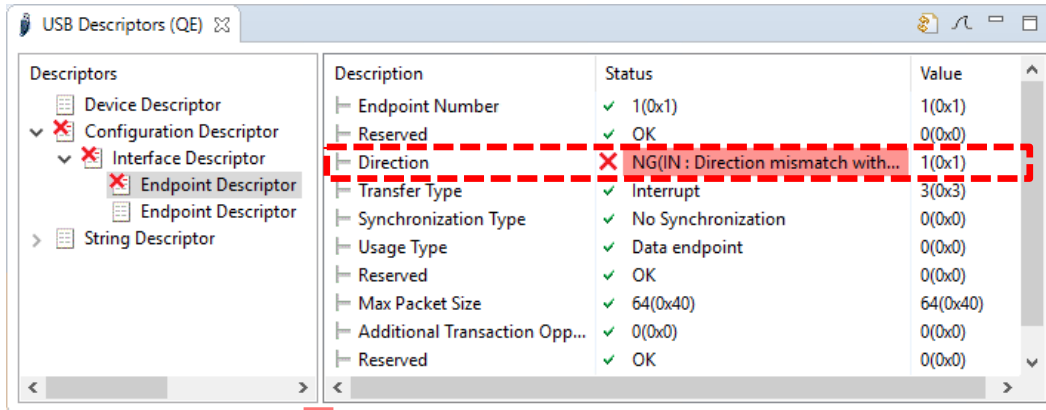 USB Descriptors (QE)
Descriptors
Device Descriptor
Configuration Descriptor
Interface Descriptor
Endpoint Descriptor
Endpoint Descriptor
String Descriptor
Description Status Value
Endpoint Number 1(0x1) 1(0x1)
Reserved OK 0(0x0)
Direction NG(IN : Direction mismatch with... 1(0x1)
Transfer Type Interrupt 3(0x3)
Synchronization Type No Synchronization 0(0x0)
Usage Type Data endpoint 0(0x0)
Reserved OK 0(0x0)
Max Packet Size 64(0x40) 64(0x40)
Additional Transaction Opp... 0(0x0) 0(0x0)
Reserved OK 0(0x0)